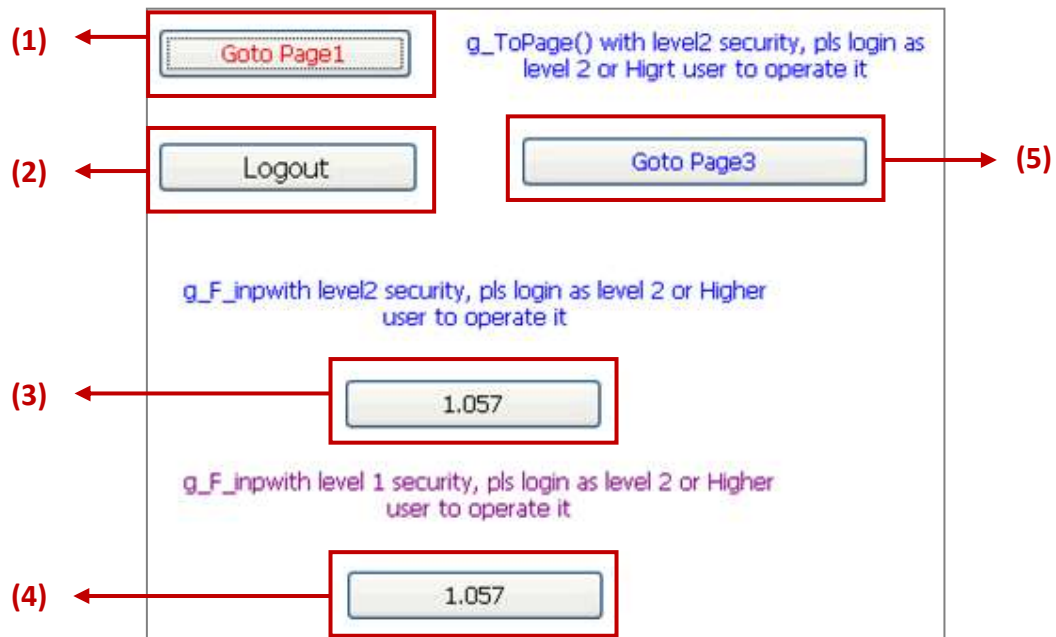 (1)
Goto Page1
g_ToPage() with level2 security, pls login as
level 2 or Higrt user to operate it
(2)
Logout
Goto Page3
(5)
g_F_inpwith level2 security, pls login as level 2 or Higher
user to operate it
(3)
1.057
g_F_inpwith level 1 security, pls login as level 2 or Higher
user to operate it
(4)
1.057